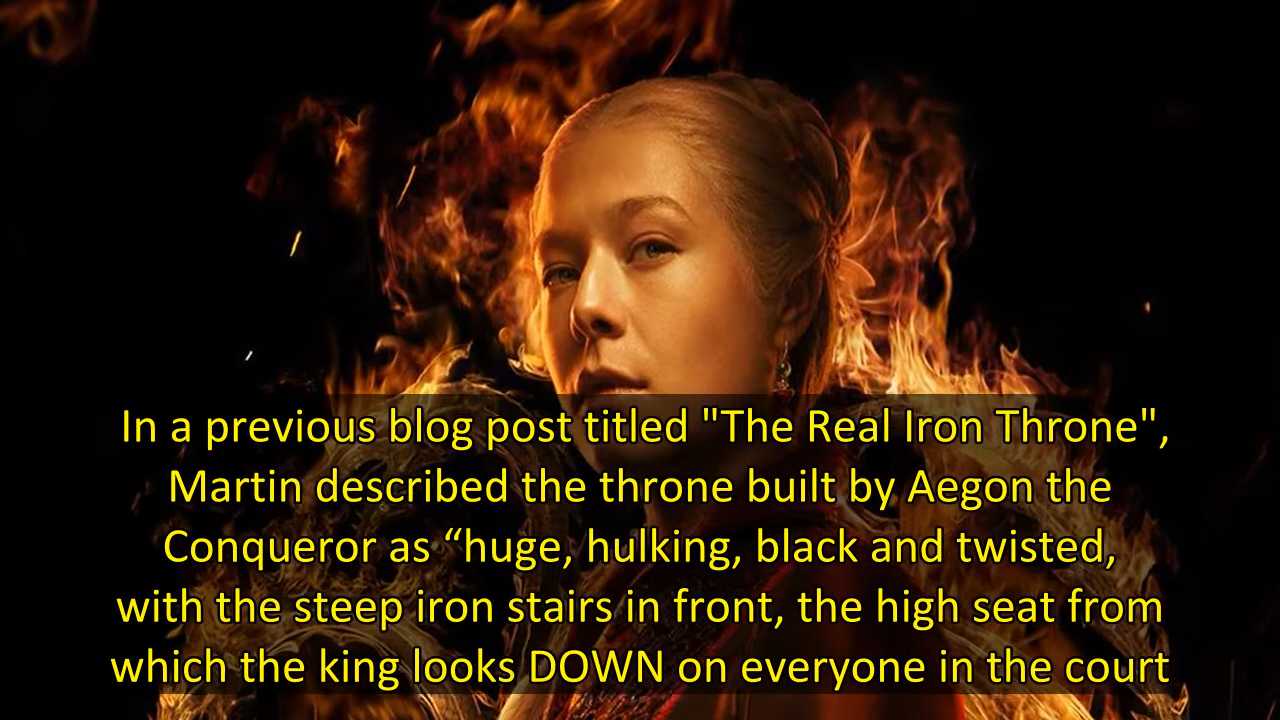 In a previous blog post titled "The Real Iron Throne",
Martin described the throne built by Aegon the
Conqueror as “huge, hulking, black and twisted,
with the steep iron stairs in front, the high seat from
which the king looks DOWN on everyone in the court